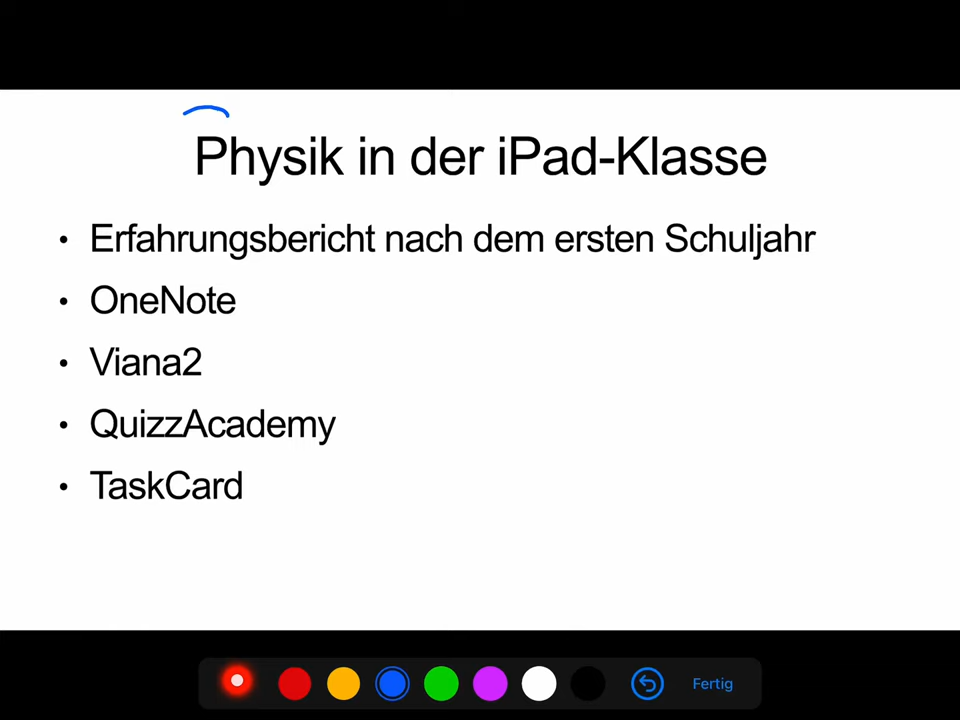 Physik in der iPad-Klasse
• Erfahrungsbericht nach dem ersten Schuljahr
• OneNote
• Viana2
• QuizzAcademy
• TaskCard
Fertig